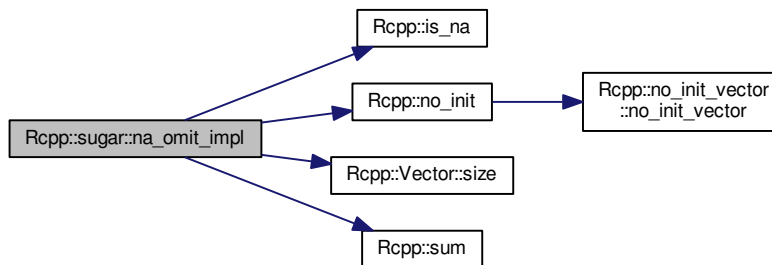 Rcpp::is_na
Rcpp::no_init
Rcpp::no_init_vector
::no_init_vector
Rcpp::sugar::na_omit_impl
Rcpp::Vector::size
Rcpp::sum